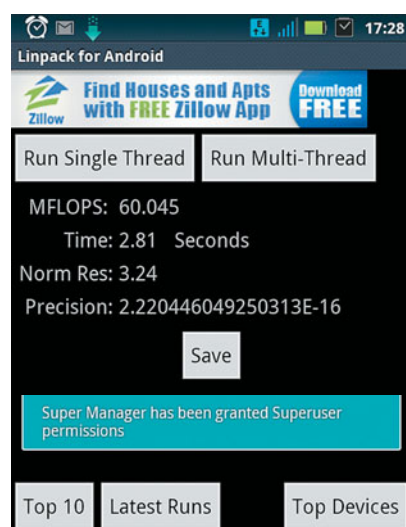 17:28
Linpack for Android
Zillow
Find Houses and Apts
with FREE Zillow App
Download
FREE
Run Single Thread
Run Multi-Thread
MFLOPS: 60.045
Time: 2.81 Seconds
Norm Res: 3.24
Precision: 2.220446049250313E-16
Save
Super Manager has been granted Superuser
permissions
Top 10
Latest Runs
Top Devices